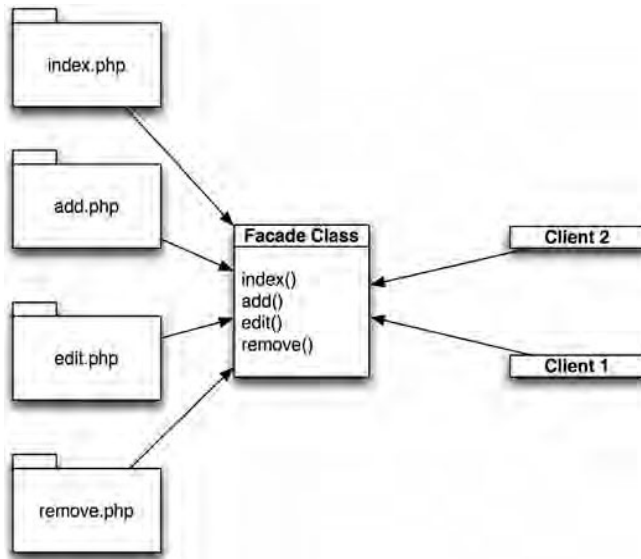 index.php
add.php
edit.php
remove.php
Facade Class
index()
add()
edit()
remove()
Client 2
Client 1